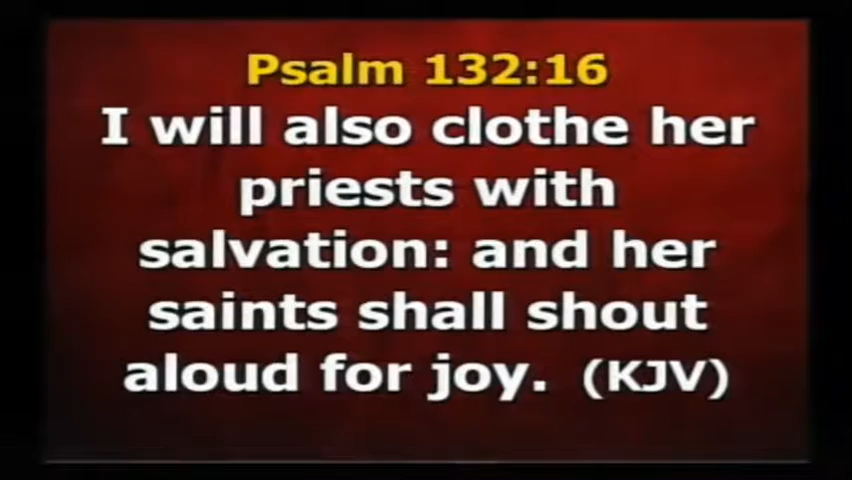 Psalm 132:16
I will also clothe her
priests with
salvation: and her
saints shall shout
aloud for joy. (KJV)